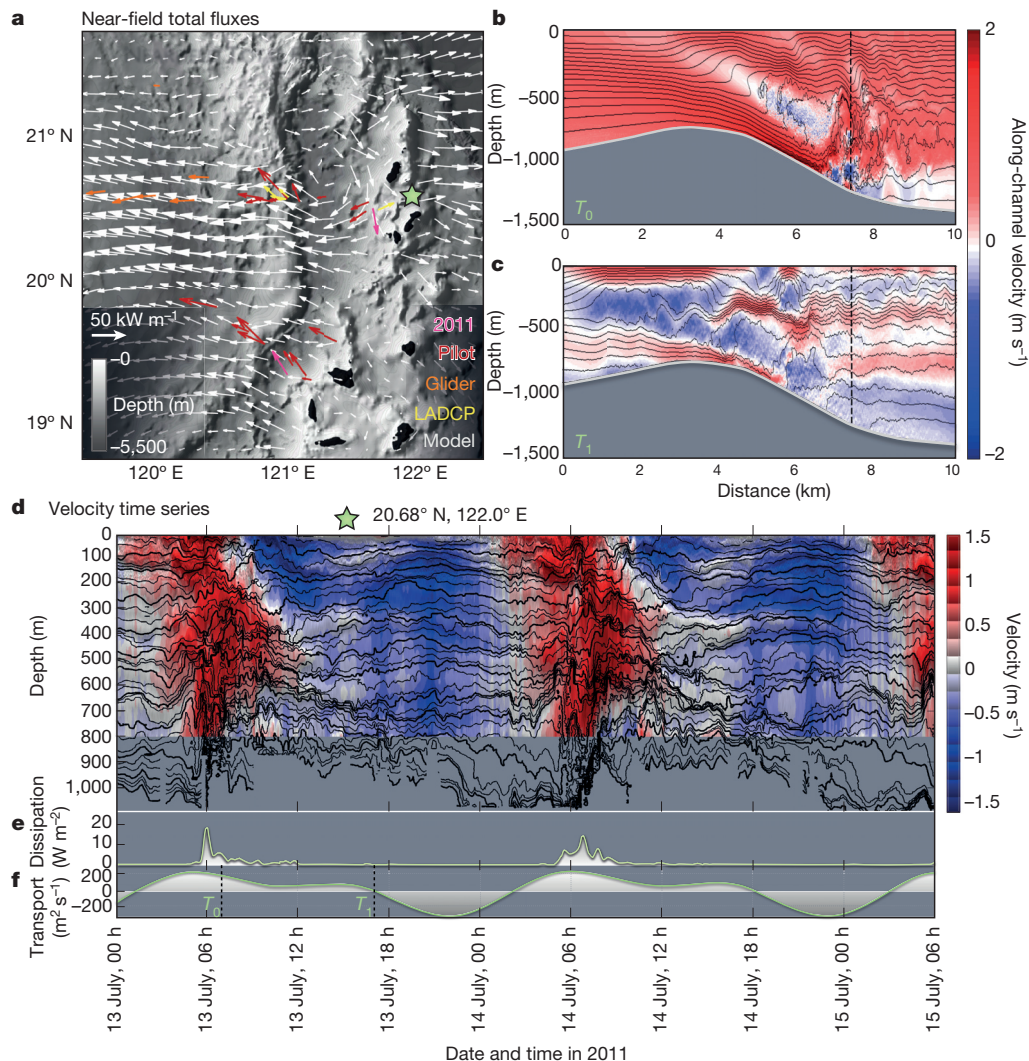 a Near-field total fluxes
21° N
20° N
19° N
50 kW m–1
–0
Depth (m)
–5,500
2011
Pilot
Glider
LADCP
Model
120° E
121° E
122° E
b
0
–500
–1,000
–1,500
Depth (m)
T0
0 2 4 6 8 10
c
0
–500
–1,000
–1,500
Depth (m)
T1
0 2 4 6 8 10
Distance (km)
2
0
–2
Along-channel velocity (m s–1)
d Velocity time series
20.68° N, 122.0° E
0
100
200
300
400
500
600
700
800
900
1,000
Depth (m)
1.5
1
0.5
0
–0.5
–1
–1.5
Velocity (m s–1)
e
20
10
0
Dissipation
(W m–2)
f
200
0
–200
Transport
(m2 s–1)
T0
T1
13 July, 00 h
13 July, 06 h
13 July, 12 h
13 July, 18 h
14 July, 00 h
14 July, 06 h
14 July, 12 h
14 July, 18 h
15 July, 00 h
15 July, 06 h
Date and time in 2011